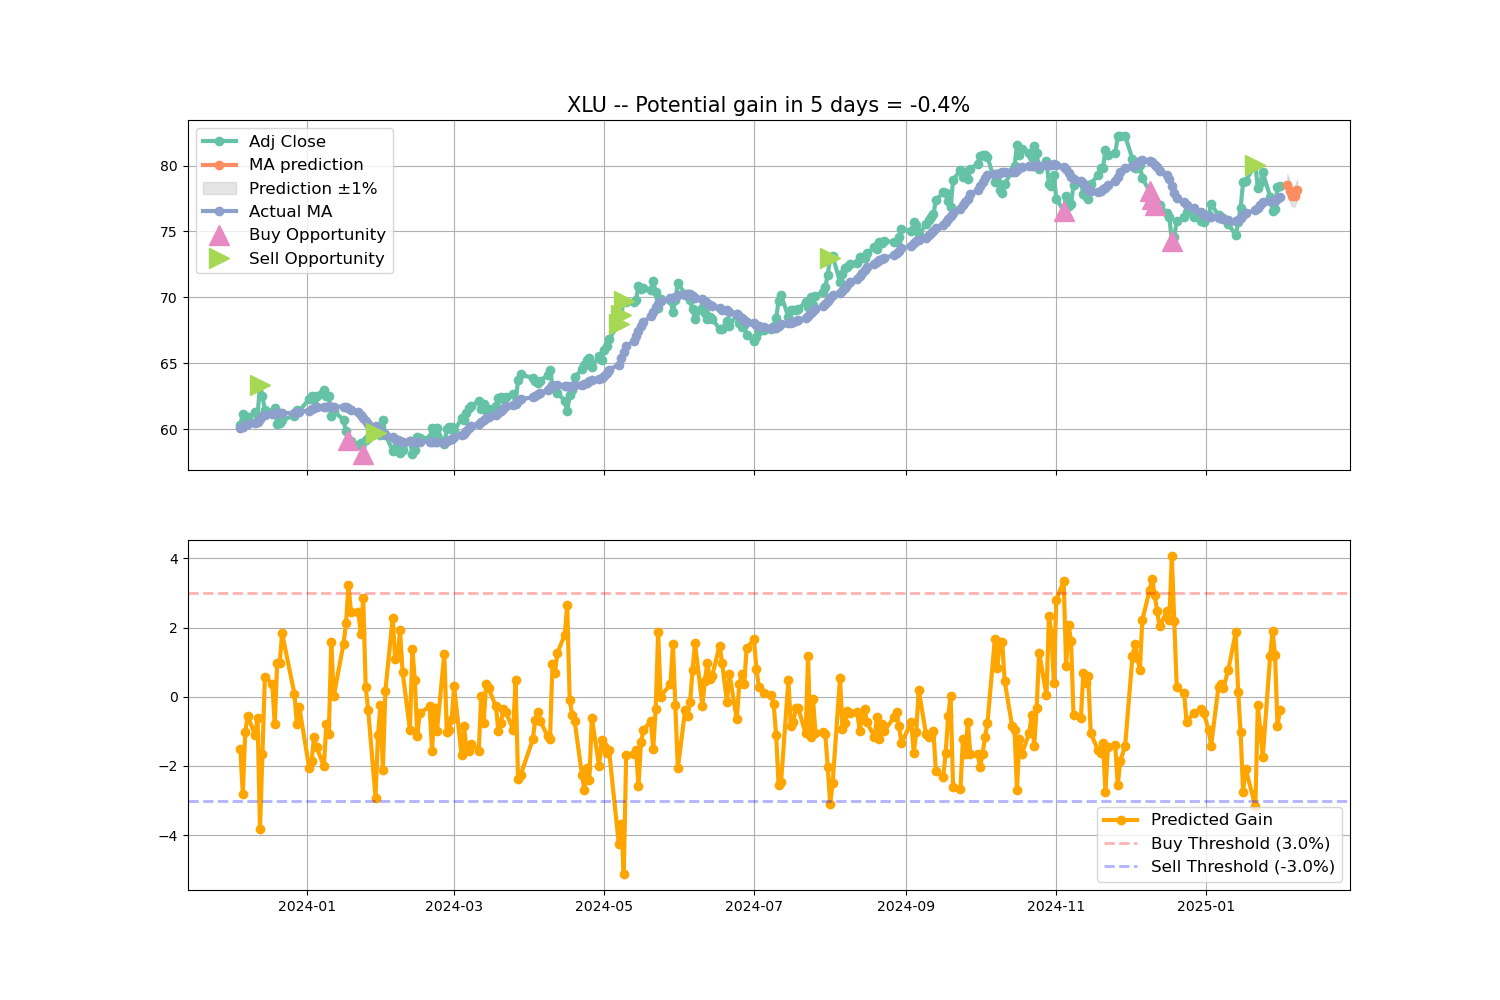 XLU -- Potential gain in 5 days = -0.4%
Adj Close
MA prediction
Prediction ±1%
Actual MA
Buy Opportunity
Sell Opportunity
80
75
70
65
60
4
2
0
−2
−4
Predicted Gain
Buy Threshold (3.0%)
Sell Threshold (-3.0%)
2024-01 2024-03 2024-05 2024-07 2024-09 2024-11 2025-01